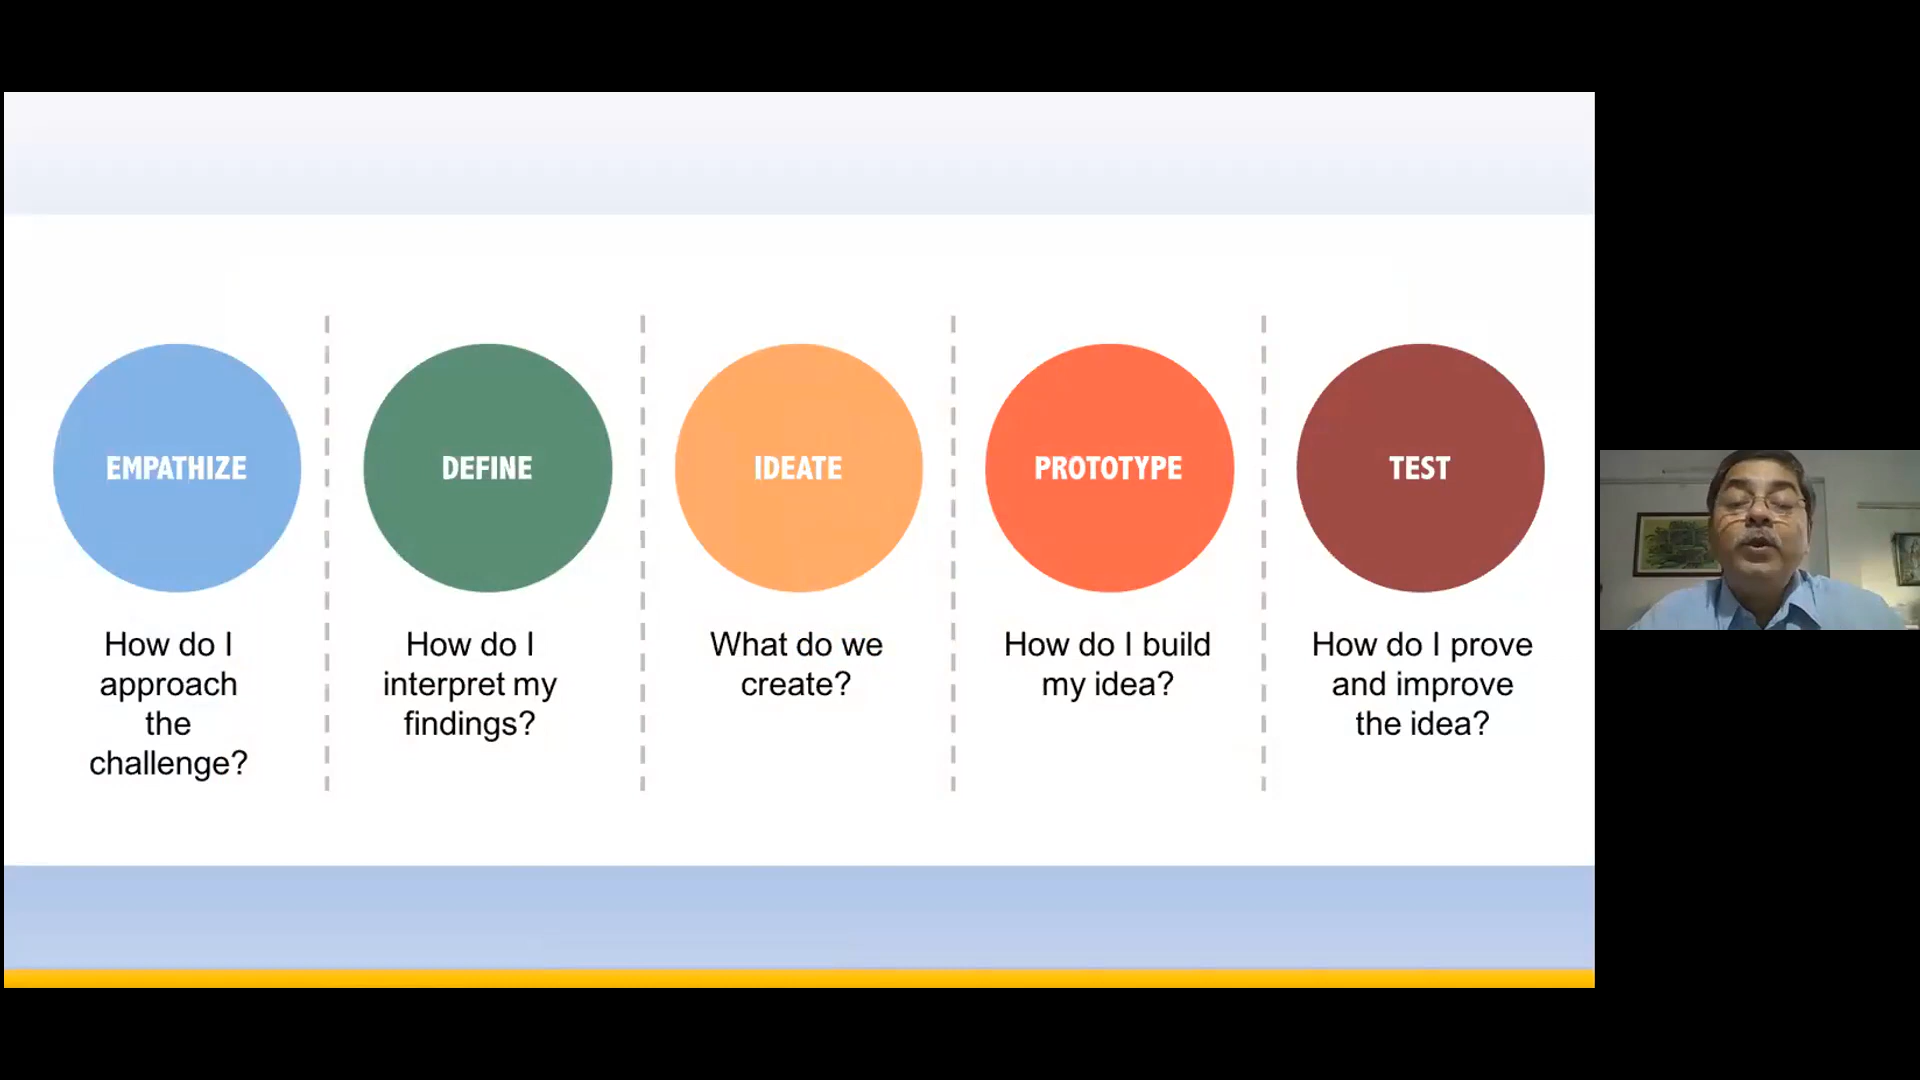 EMPATHIZE
How do I
approach
the
challenge?
DEFINE
How do I
interpret my
findings?
IDEATE
What do we
create?
PROTOTYPE
How do I build
my idea?
TEST
How do I prove
and improve
the idea?